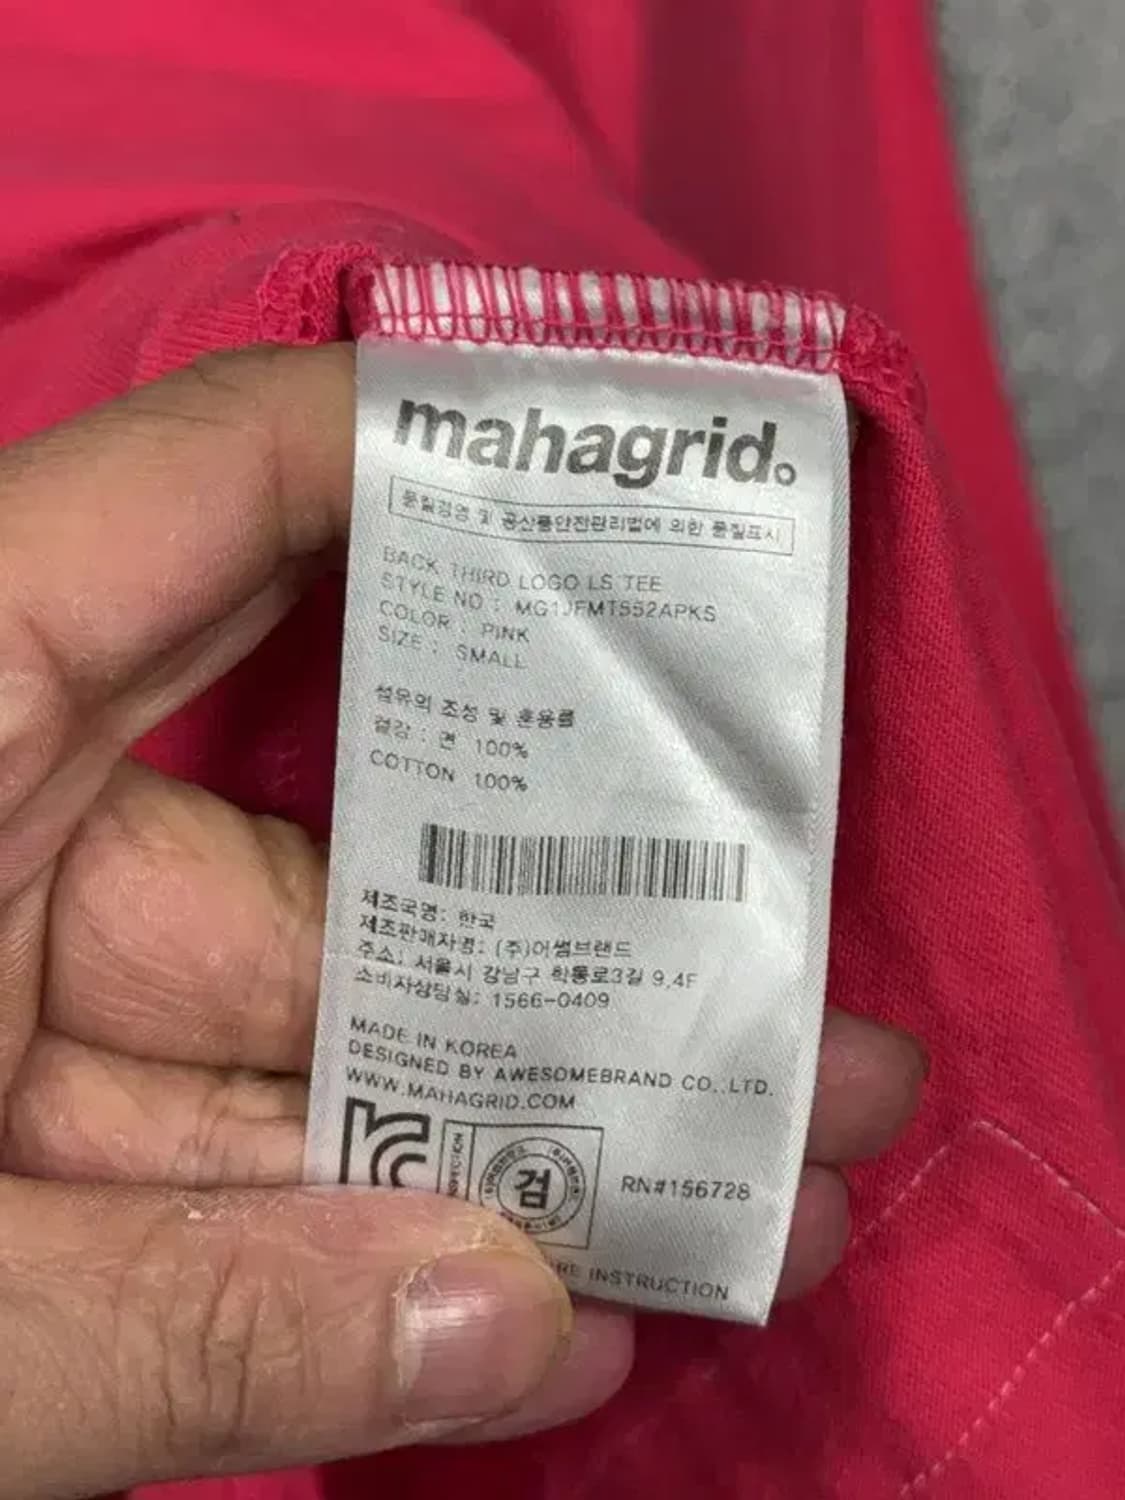 mahagrid
품질경영 및 공산품안전관리법에 의한 품질표시
BACK THIRD LOGO LS TEE
STYLE NO : MG1JFMT552APKS
COLOR : PINK
SIZE : SMALL
섬유의 조성 및 혼용률
겉감 : 면 100%
COTTON 100%
제조국명: 한국
제조판매자명: (주)어썸브랜드
주소: 서울시 강남구 학동로3길 9,4F
소비자상담실: 1566-0409
MADE IN KOREA
DESIGNED BY AWESOMEBRAND CO.,LTD.
WWW.MAHAGRID.COM
검
RN#156728
INSTRUCTION